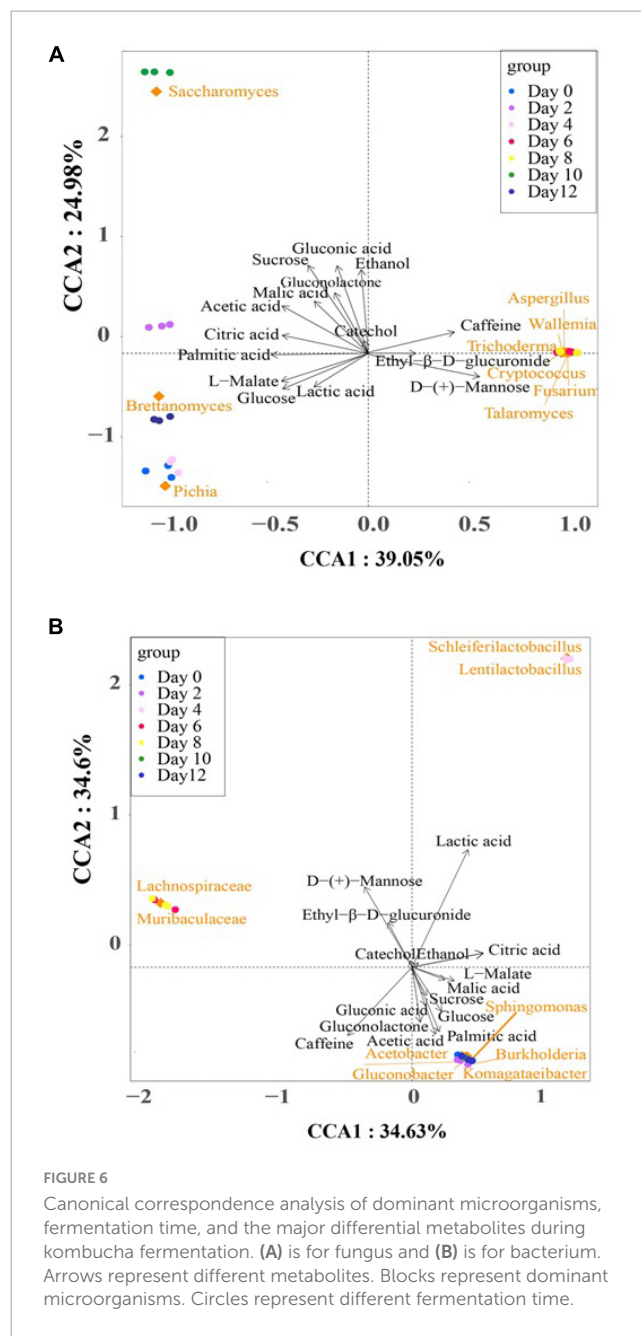 A
group
Day 0
Day 2
Day 4
Day 6
Day 8
Day 10
Day12
Saccharomyces
2
1
0
−1
CCA2 : 24.98%
Gluconic acid
Sucrose
Ethanol
Gluconolactone
Malic acid
Acetic acid
Aspergillus
Catechol
Caffeine
Wallemia
Citric acid
Trichoderma
Palmitic acid
Ethyl−β−D−glucuronide
Cryptococcus
L−Malate
D−(+)−Mannose
Fusarium
Glucose
Lactic acid
Brettanomyces
Talaromyces
Pichia
−1.0
−0.5
0.0
0.5
1.0
CCA1 : 39.05%
B
group
Day 0
Day 2
Day 4
Day 6
Day 8
Day 10
Day12
Schleiferilactobacillus
Lentilactobacillus
2
1
0
CCA2 : 34.6%
Lactic acid
Lachnospiraceae
D−(+)−Mannose
Muribaculaceae
Ethyl−β−D−glucuronide
Catechol
Ethanol
Citric acid
L−Malate
Malic acid
Sucrose
Sphingomonas
Gluconic acid
Glucose
Gluconolactone
Caffeine
Acetic acid
Palmitic acid
Acetobacter
Burkholderia
Gluconobacter
Komagataeibacter
−2
−1
0
1
CCA1 : 34.63%
FIGURE 6
Canonical correspondence analysis of dominant microorganisms,
fermentation time, and the major differential metabolites during
kombucha fermentation. (A) is for fungus and (B) is for bacterium.
Arrows represent different metabolites. Blocks represent dominant
microorganisms. Circles represent different fermentation time.